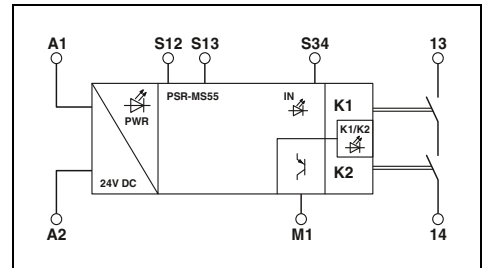 A1 S12 S13 S34 13
PSR-MS55 IN K1
PWR K1/K2
24V DC K2
A2 M1 14